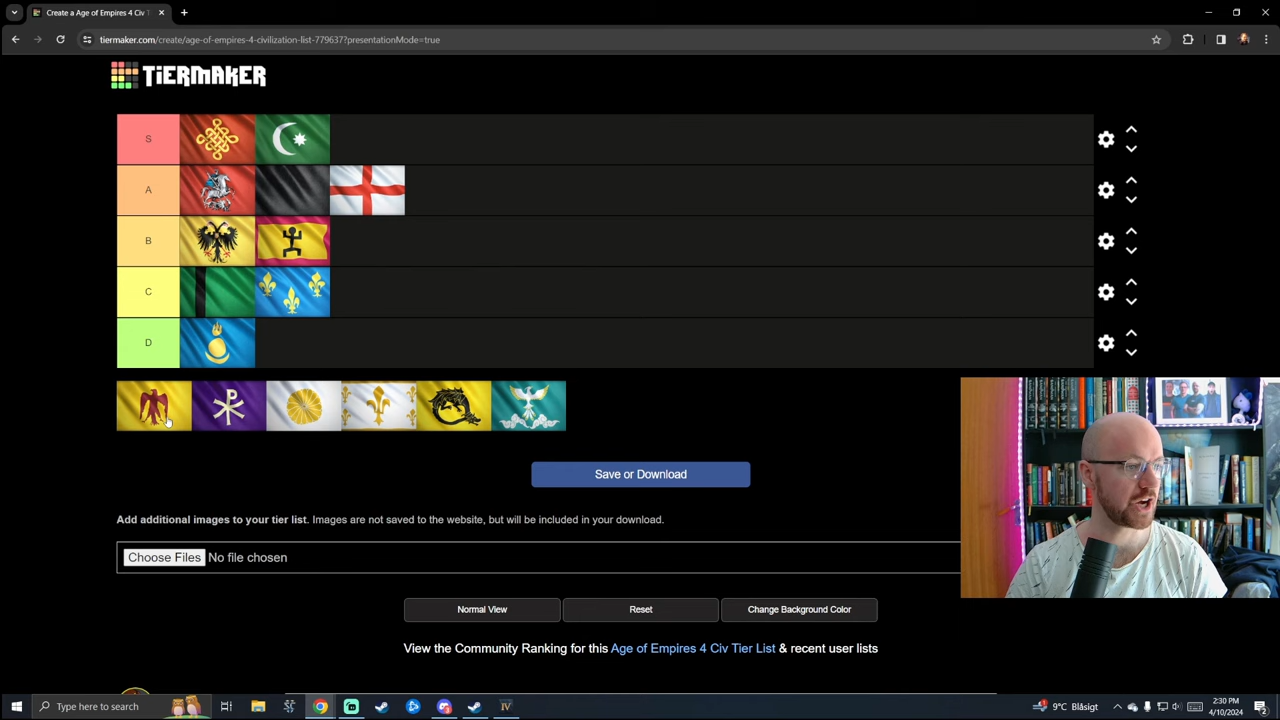 Create a Age of Empires 4 Civ T
tiermaker.com/create/age-of-empires-4-civilization-list-779637?presentationMode=true
TiERMAKER
S
A
B
C
D
Save or Download
Add additional images to your tier list. Images are not saved to the website, but will be included in your download.
Choose Files No file chosen
Normal View
Reset
Change Background Color
View the Community Ranking for this Age of Empires 4 Civ Tier List & recent user lists
Type here to search
IV
9°C Blåsigt
2:30 PM
4/10/2024
2